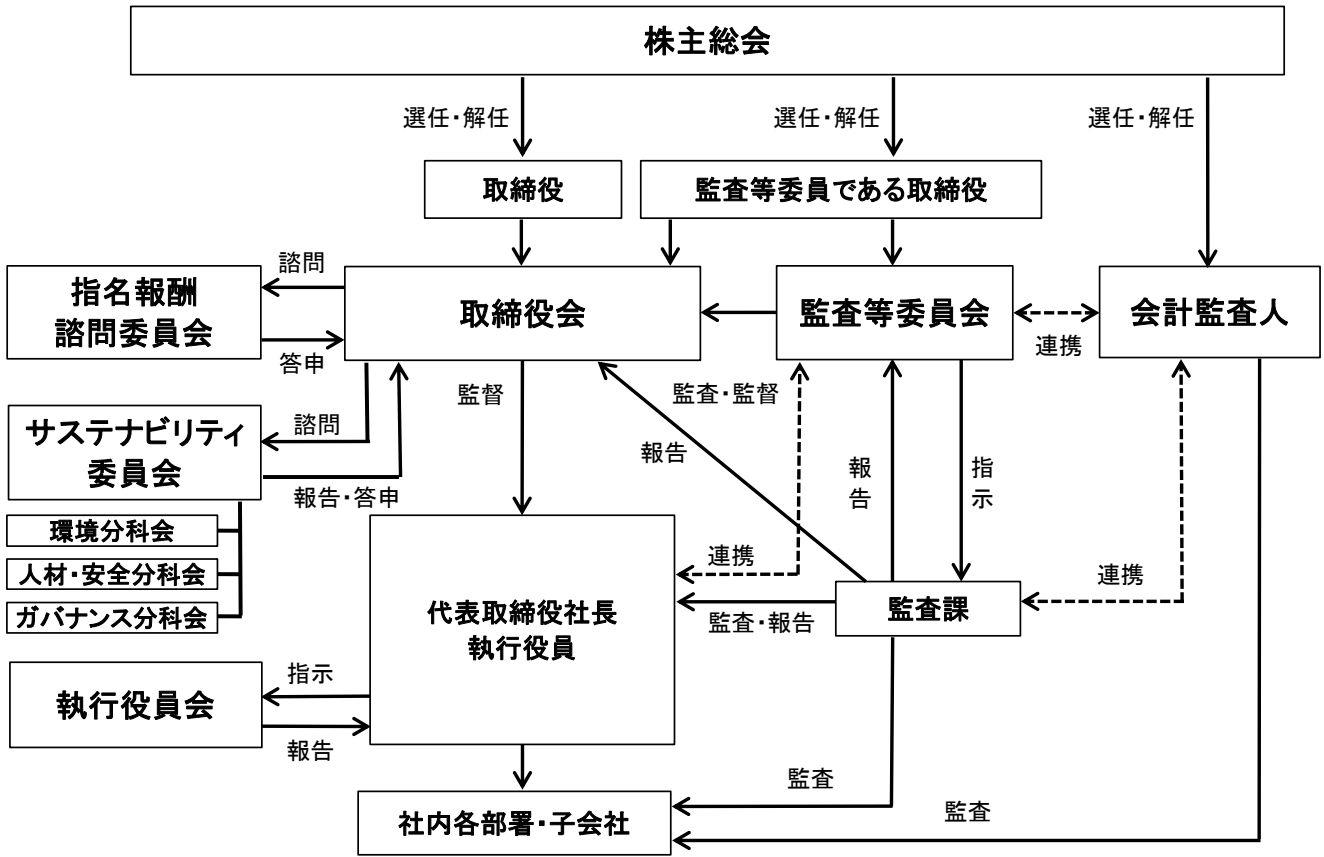 株主総会
選任・解任
選任・解任
選任・解任
取締役
監査等委員である取締役
指名報酬
諮問委員会
諮問
答申
取締役会
監査等委員会
連携
会計監査人
監督
監査・監督
サステナビリティ
委員会
諮問
報告・答申
報告
報
告
指
示
環境分科会
人材・安全分科会
ガバナンス分科会
代表取締役社長
執行役員
連携
監査・報告
監査課
連携
執行役員会
指示
報告
社内各部署・子会社
監査
監査